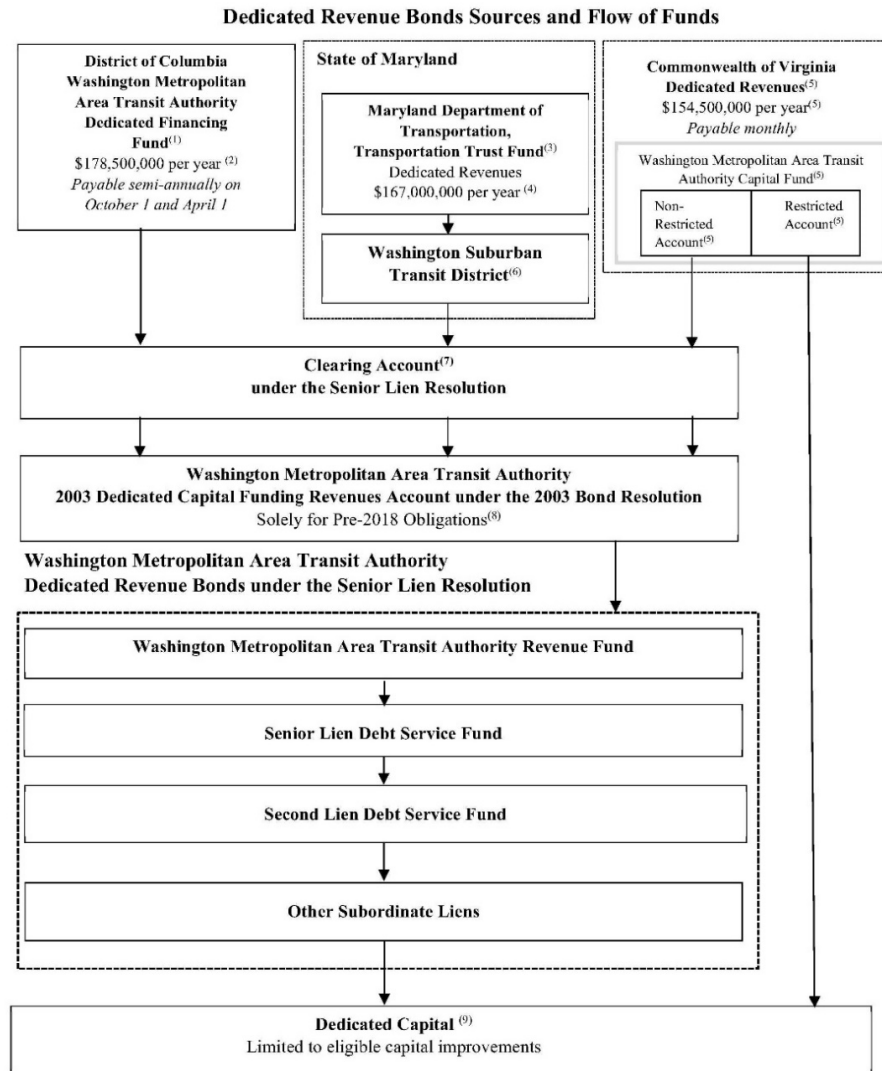 Dedicated Revenue Bonds Sources and Flow of Funds
District of Columbia
Washington Metropolitan
Area Transit Authority
Dedicated Financing
Fund(1)
$178,500,000 per year (2)
Payable semi-annually on
October 1 and April 1
State of Maryland
Maryland Department of
Transportation,
Transportation Trust Fund(3)
Dedicated Revenues
$167,000,000 per year (4)
Washington Suburban
Transit District(6)
Commonwealth of Virginia
Dedicated Revenues(5)
$154,500,000 per year(5)
Payable monthly
Washington Metropolitan Area Transit
Authority Capital Fund(5)
Non-
Restricted
Account(5)
Restricted
Account(5)
Clearing Account(7)
under the Senior Lien Resolution
Washington Metropolitan Area Transit Authority
2003 Dedicated Capital Funding Revenues Account under the 2003 Bond Resolution
Solely for Pre-2018 Obligations(8)
Washington Metropolitan Area Transit Authority
Dedicated Revenue Bonds under the Senior Lien Resolution
Washington Metropolitan Area Transit Authority Revenue Fund
Senior Lien Debt Service Fund
Second Lien Debt Service Fund
Other Subordinate Liens
Dedicated Capital (9)
Limited to eligible capital improvements